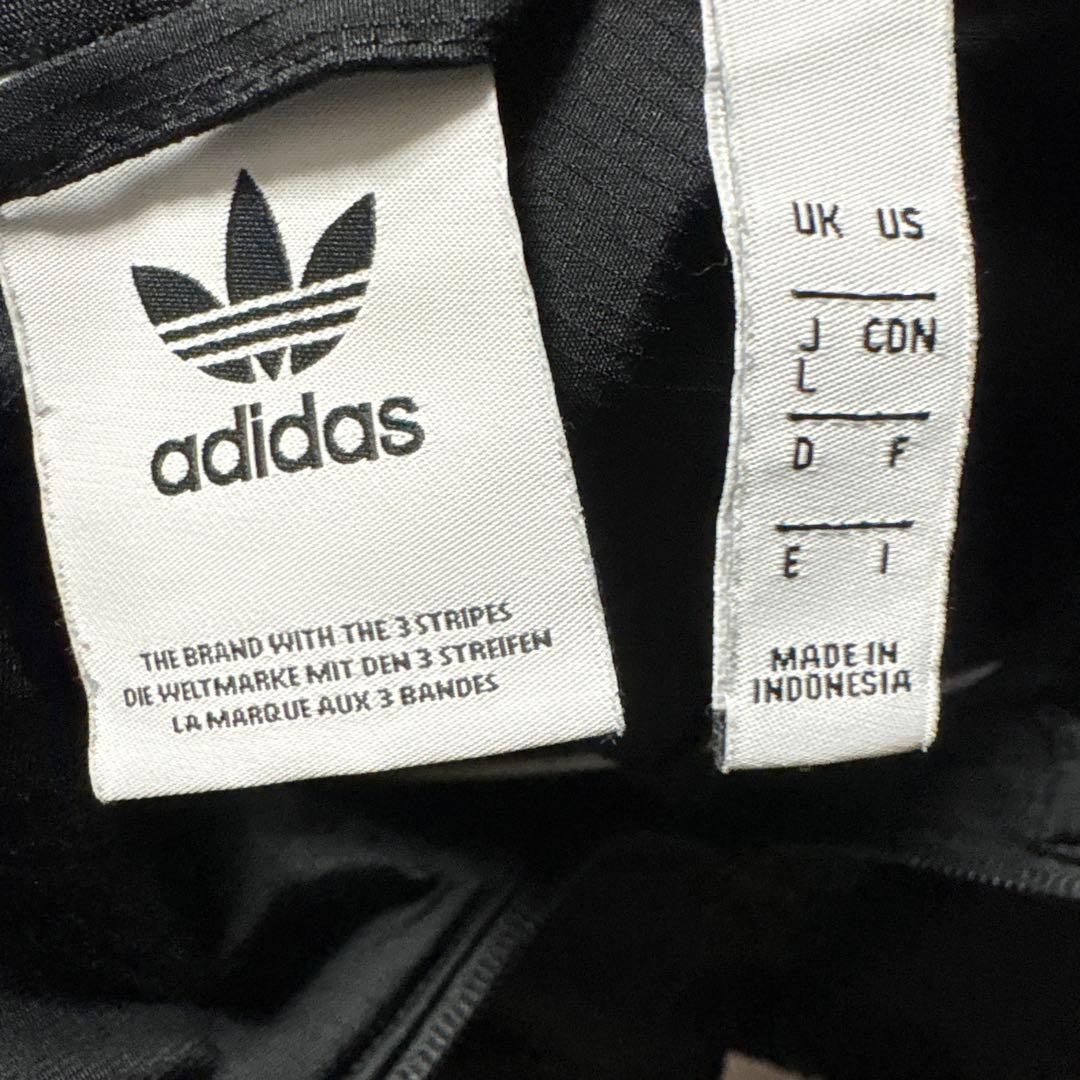 adidas
THE BRAND WITH THE 3 STRIPES
DIE WELTMARKE MIT DEN 3 STREIFEN
LA MARQUE AUX 3 BANDES
UK US
J CDN
L
D F
E I
MADE IN
INDONESIA